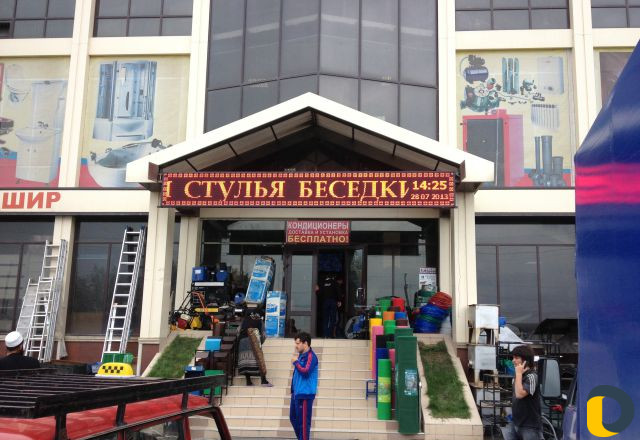 И СТУЛЬЯ БЕСЕДКИ
14:25
28 07 2013
ШИР
КОНДИЦИОНЕРЫ
ДОСТАВКА И УСТАНОВКА
БЕСПЛАТНО!